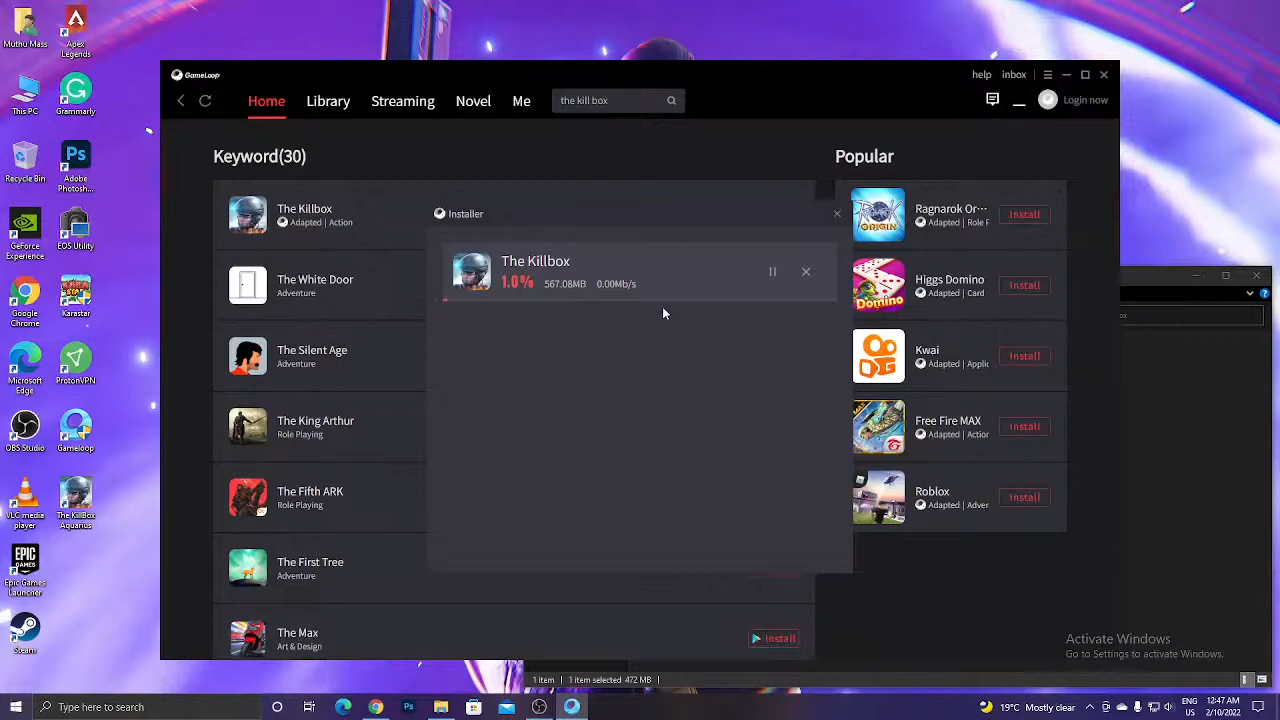 Muthu Mass
Apex
Legends
This PC
Grammarly
Recycle Bin
Adobe
Photosh...
GeForce
Experience
EOS Utility
Google
Chrome
Karastar
Microsoft
Edge
ProtonVPN
OBS Studio
Gameloop
VLC media
player
The KillBox
Aquarius
Epic Games
Launcher
Steam
GameLoop
help
inbox
Home
Library
Streaming
Novel
Me
the kill box
Login now
Keyword(30)
The Killbox
Adapted | Action
The White Door
Adventure
The Silent Age
Adventure
The King Arthur
Role Playing
The Fifth ARK
Role Playing
The First Tree
Adventure
The Max
Art & Design
Install
Installer
The Killbox
1.0%
567.08MB
0.00Mb/s
Popular
Ragnarok Or···
Adapted | Role P
Install
Higgs Domino
Adapted | Card
Install
Kwai
Adapted | Applic
Install
Free Fire MAX
Adapted | Action
Install
Roblox
Adapted | Adver
Install
Activate Windows
Go to Settings to activate Windows.
1 item
1 item selected 472 MB
Type here to search
19°C Mostly clear
ENG
US
12:47 AM
2/10/2022